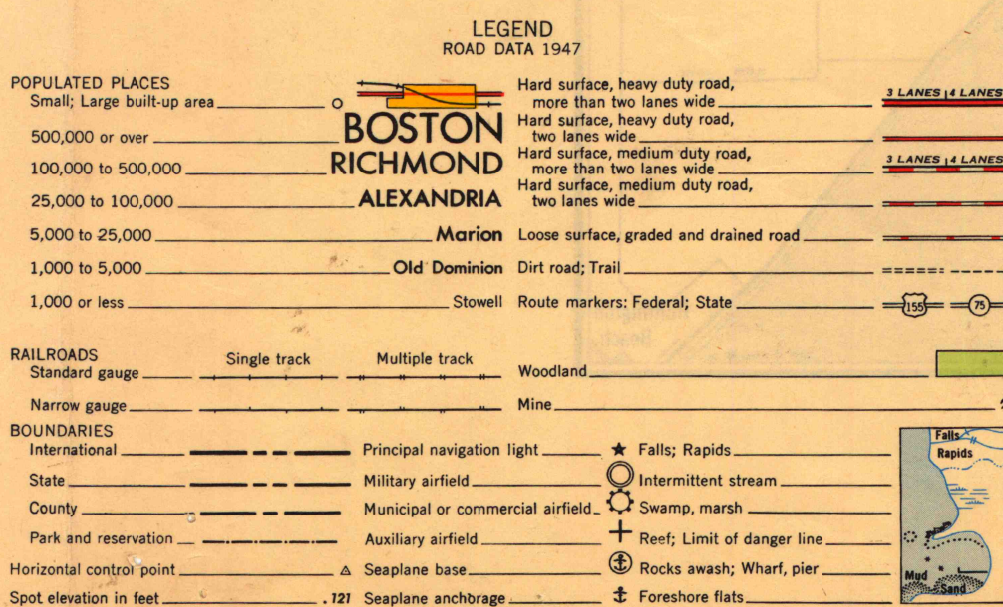 LEGEND
ROAD DATA 1947
POPULATED PLACES
Small; Large built-up area
500,000 or over BOSTON
100,000 to 500,000 RICHMOND
25,000 to 100,000 ALEXANDRIA
5,000 to 25,000 Marion
1,000 to 5,000 Old Dominion
1,000 or less Stowell
Hard surface, heavy duty road,
more than two lanes wide 3 LANES 4 LANES
Hard surface, heavy duty road,
two lanes wide
Hard surface, medium duty road,
more than two lanes wide 3 LANES 4 LANES
Hard surface, medium duty road,
two lanes wide
Loose surface, graded and drained road
Dirt road; Trail
Route markers: Federal; State 155 75
RAILROADS
Single track Multiple track
Standard gauge
Narrow gauge
Woodland
Mine
BOUNDARIES
International
State
County
Park and reservation
Horizontal control point
Spot elevation in feet .121
Principal navigation light
Military airfield
Municipal or commercial airfield
Auxiliary airfield
Seaplane base
Seaplane anchorage
Falls; Rapids
Intermittent stream
Swamp, marsh
Reef; Limit of danger line
Rocks awash; Wharf, pier
Foreshore flats
Falls
Rapids
Mud
Sand